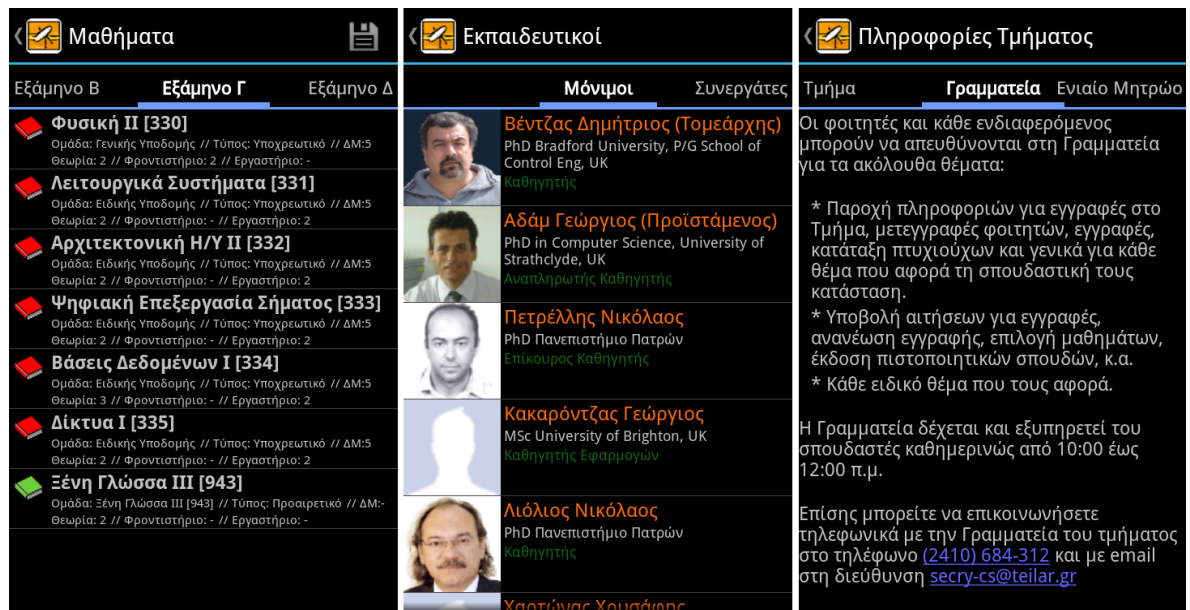 Μαθήματα
Εξάμηνο Β Εξάμηνο Γ Εξάμηνο Δ
Φυσική ΙΙ [330]
Ομάδα: Γενικής Υποδομής // Τύπος: Υποχρεωτικό // ΔΜ:5
Θεωρία: 2 // Φροντιστήριο: 2 // Εργαστήριο: -
Λειτουργικά Συστήματα [331]
Ομάδα: Ειδικής Υποδομής // Τύπος: Υποχρεωτικό // ΔΜ:5
Θεωρία: 2 // Φροντιστήριο: - // Εργαστήριο: 2
Αρχιτεκτονική Η/Υ ΙΙ [332]
Ομάδα: Ειδικής Υποδομής // Τύπος: Υποχρεωτικό // ΔΜ:5
Θεωρία: 2 // Φροντιστήριο: - // Εργαστήριο: 2
Ψηφιακή Επεξεργασία Σήματος [333]
Ομάδα: Ειδικής Υποδομής // Τύπος: Υποχρεωτικό // ΔΜ:5
Θεωρία: 2 // Φροντιστήριο: - // Εργαστήριο: 2
Βάσεις Δεδομένων Ι [334]
Ομάδα: Ειδικής Υποδομής // Τύπος: Υποχρεωτικό // ΔΜ:5
Θεωρία: 3 // Φροντιστήριο: - // Εργαστήριο: 2
Δίκτυα Ι [335]
Ομάδα: Ειδικής Υποδομής // Τύπος: Υποχρεωτικό // ΔΜ:5
Θεωρία: 2 // Φροντιστήριο: - // Εργαστήριο: 2
Ξένη Γλώσσα ΙΙΙ [943]
Ομάδα: Ξένη Γλώσσα ΙΙΙ [943] // Τύπος: Προαιρετικό // ΔΜ:-
Θεωρία: 2 // Φροντιστήριο: - // Εργαστήριο: -
Εκπαιδευτικοί
Μόνιμοι Συνεργάτες
Βέντζας Δημήτριος (Τομεάρχης)
PhD Bradford University, P/G School of
Control Eng, UK
Καθηγητής
Αδάμ Γεώργιος (Προϊστάμενος)
PhD in Computer Science, University of
Strathclyde, UK
Αναπληρωτής Καθηγητής
Πετρέλλης Νικόλαος
PhD Πανεπιστήμιο Πατρών
Επίκουρος Καθηγητής
Κακαρόντζας Γεώργιος
MSc University of Brighton, UK
Καθηγητής Εφαρμογών
Λιόλιος Νικόλαος
PhD Πανεπιστήμιο Πατρών
Καθηγητής
Χαρτώνας Χρυσάφης
Πληροφορίες Τμήματος
Τμήμα Γραμματεία Ενιαίο Μητρώο
Οι φοιτητές και κάθε ενδιαφερόμενος
μπορούν να απευθύνονται στη Γραμματεία
για τα ακόλουθα θέματα:
* Παροχή πληροφοριών για εγγραφές στο
Τμήμα, μετεγγραφές φοιτητών, εγγραφές,
κατάταξη πτυχιούχων και γενικά για κάθε
θέμα που αφορά τη σπουδαστική τους
κατάσταση.
* Υποβολή αιτήσεων για εγγραφές,
ανανέωση εγγραφής, επιλογή μαθημάτων,
έκδοση πιστοποιητικών σπουδών, κ.α.
* Κάθε ειδικό θέμα που τους αφορά.
Η Γραμματεία δέχεται και εξυπηρετεί του
σπουδαστές καθημερινώς από 10:00 έως
12:00 π.μ.
Επίσης μπορείτε να επικοινωνήσετε
τηλεφωνικά με την Γραμματεία του τμήματος
στο τηλέφωνο (2410) 684-312 και με email
στη διεύθυνση secry-cs@teilar.gr